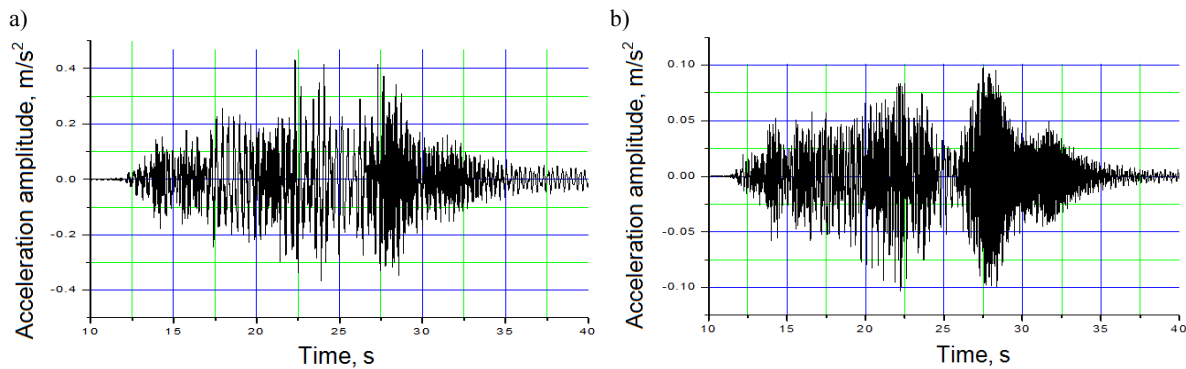 a)
Acceleration amplitude, m/s²
0.4
0.2
0.0
-0.2
-0.4
10 15 20 25 30 35 40
Time, s
b)
Acceleration amplitude, m/s²
0.10
0.05
0.00
-0.05
-0.10
10 15 20 25 30 35 40
Time, s